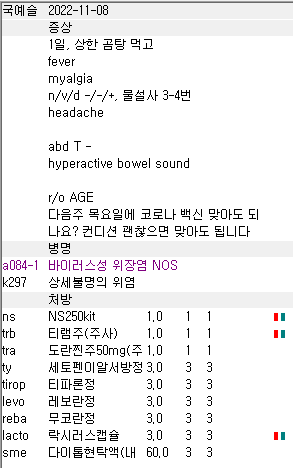 국예슬 2022-11-08
증상
1일, 상한 곰탕 먹고
fever
myalgia
n/v/d -/-/+, 물설사 3-4번
headache
abd T -
hyperactive bowel sound
r/o AGE
다음주 목요일에 코로나 백신 맞아도 되
나요? 컨디션 괜찮으면 맞아도 됩니다
병명
a084-1 바이러스성 위장염 NOS
k297 상세불명의 위염
처방
ns NS250kit 1.0 1 1
trb 티램주(주사) 1.0 1 1
tra 도란찐주50mg(주 1.0 1 1
ty 세토펜이알서방정 3.0 3 3
tirop 티파론정 3.0 3 3
levo 레보란정 3.0 3 3
reba 무코란정 3.0 3 3
lacto 락시러스캡슐 3.0 3 3
sme 다이톱현탁액(내 60.0 3 3